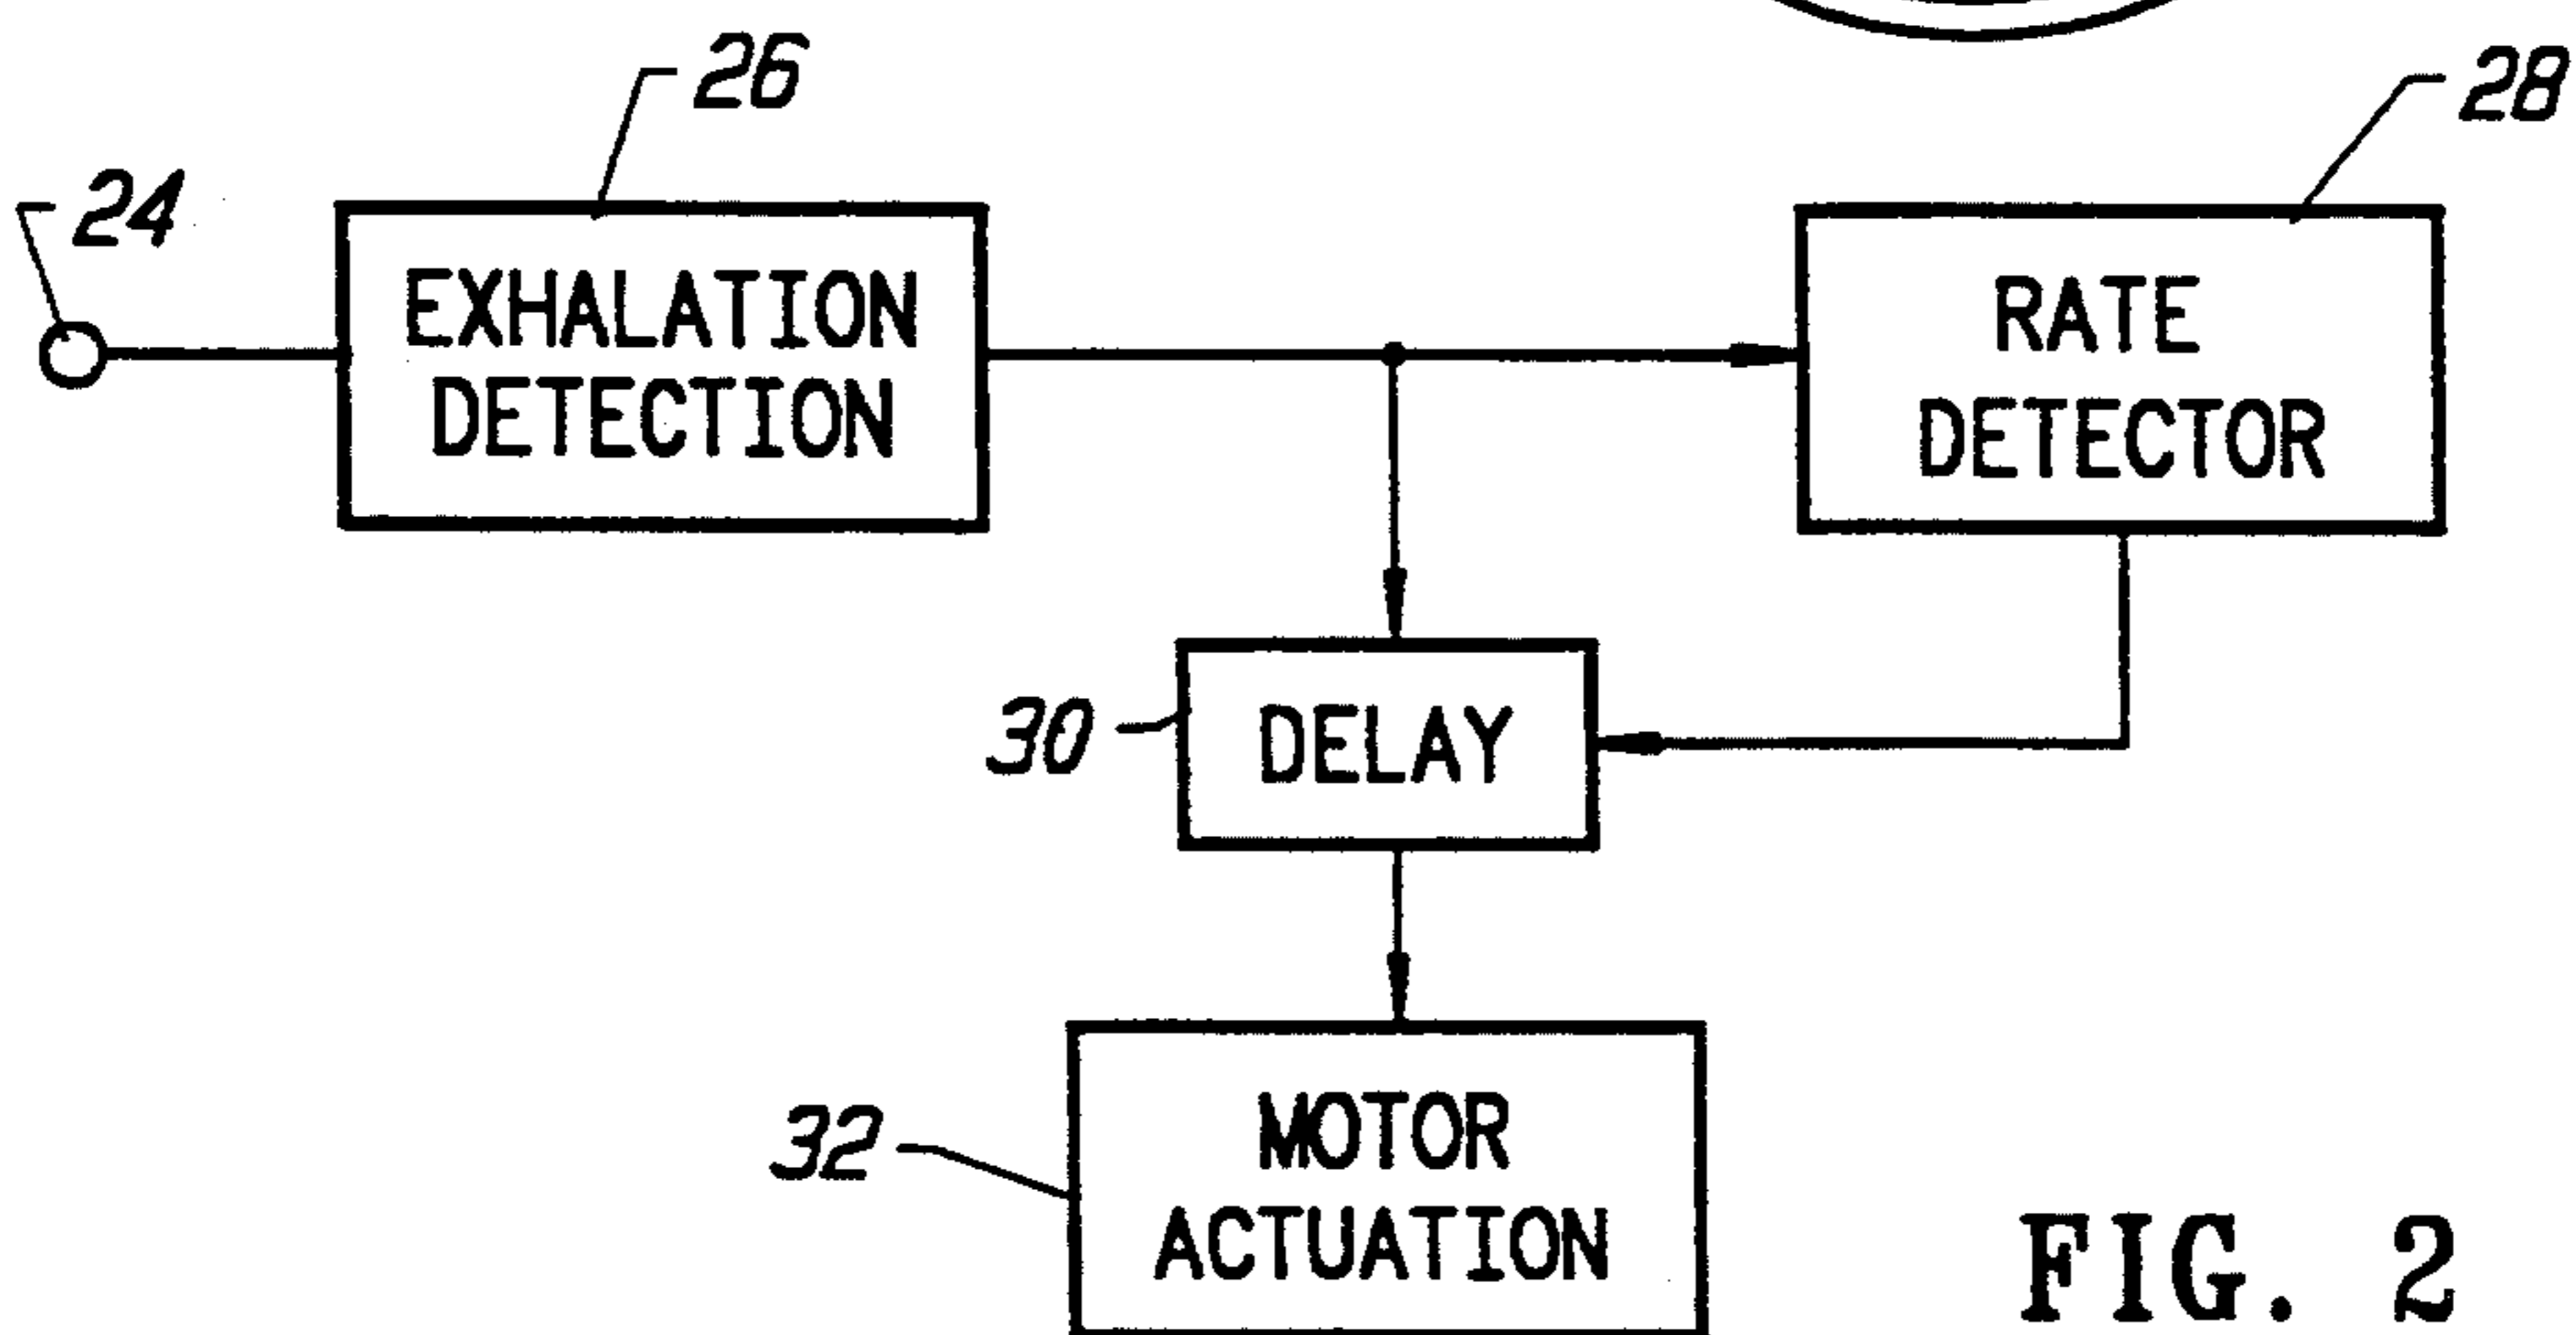 26
28
24
EXHALATION
DETECTION
RATE
DETECTOR
30
DELAY
32
MOTOR
ACTUATION
FIG. 2